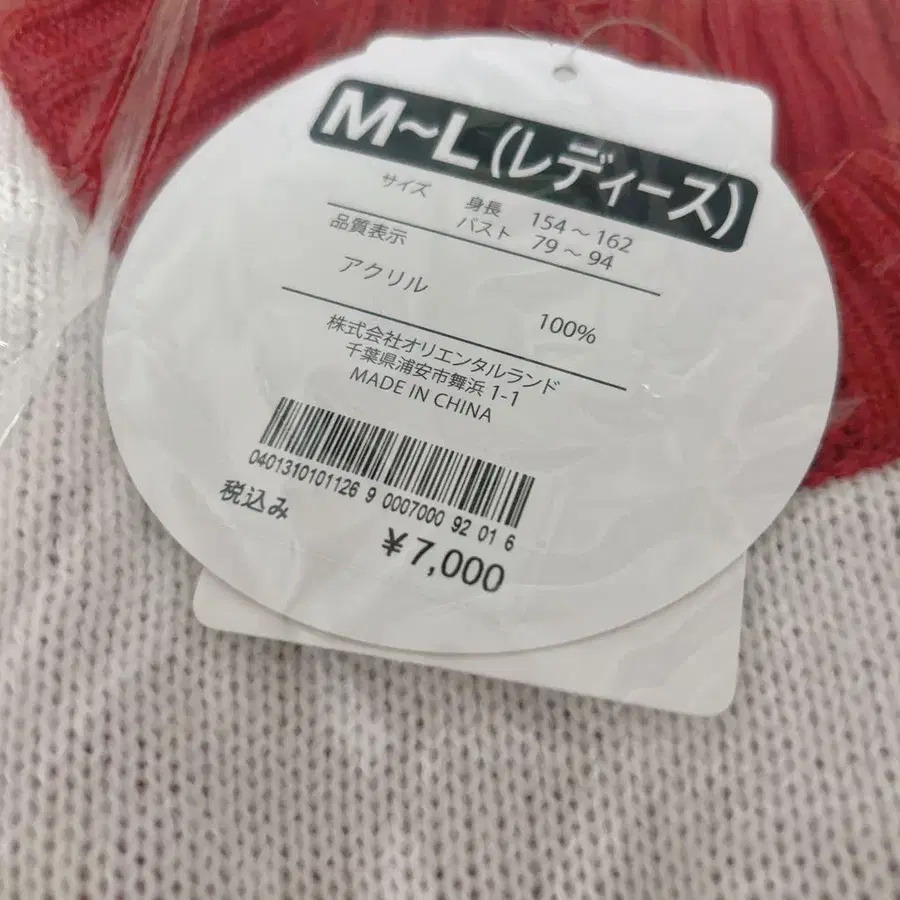 M~L(レディース)
サイズ 身長 154～162
バスト 79～94
品質表示
アクリル 100%
株式会社オリエンタルランド
千葉県浦安市舞浜1-1
MADE IN CHINA
0401310101126 9 0007000 92 01 6
税込み ¥7,000